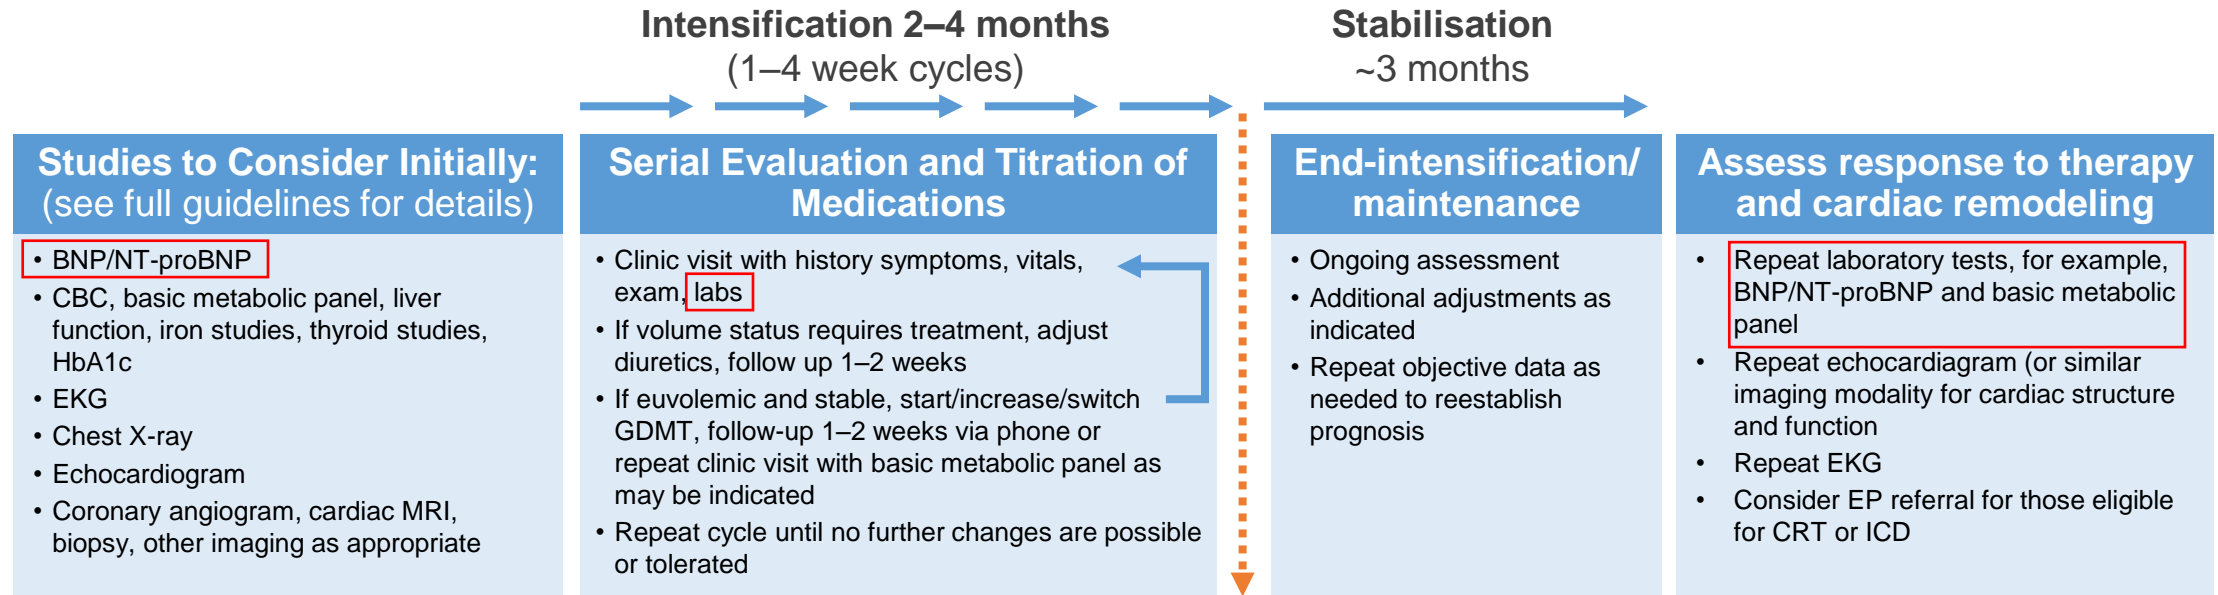 Intensification 2–4 months
(1–4 week cycles)
Stabilisation
~3 months
Studies to Consider Initially:
(see full guidelines for details)
• BNP/NT-proBNP
• CBC, basic metabolic panel, liver
function, iron studies, thyroid studies,
HbA1c
• EKG
• Chest X-ray
• Echocardiogram
• Coronary angiogram, cardiac MRI,
biopsy, other imaging as appropriate
Serial Evaluation and Titration of
Medications
• Clinic visit with history symptoms, vitals,
exam, labs
• If volume status requires treatment, adjust
diuretics, follow up 1–2 weeks
• If euvolemic and stable, start/increase/switch
GDMT, follow-up 1–2 weeks via phone or
repeat clinic visit with basic metabolic panel as
may be indicated
• Repeat cycle until no further changes are possible
or tolerated
End-intensification/
maintenance
• Ongoing assessment
• Additional adjustments as
indicated
• Repeat objective data as
needed to reestablish
prognosis
Assess response to therapy
and cardiac remodeling
• Repeat laboratory tests, for example,
BNP/NT-proBNP and basic metabolic
panel
• Repeat echocardiagram (or similar
imaging modality for cardiac structure
and function
• Repeat EKG
• Consider EP referral for those eligible
for CRT or ICD